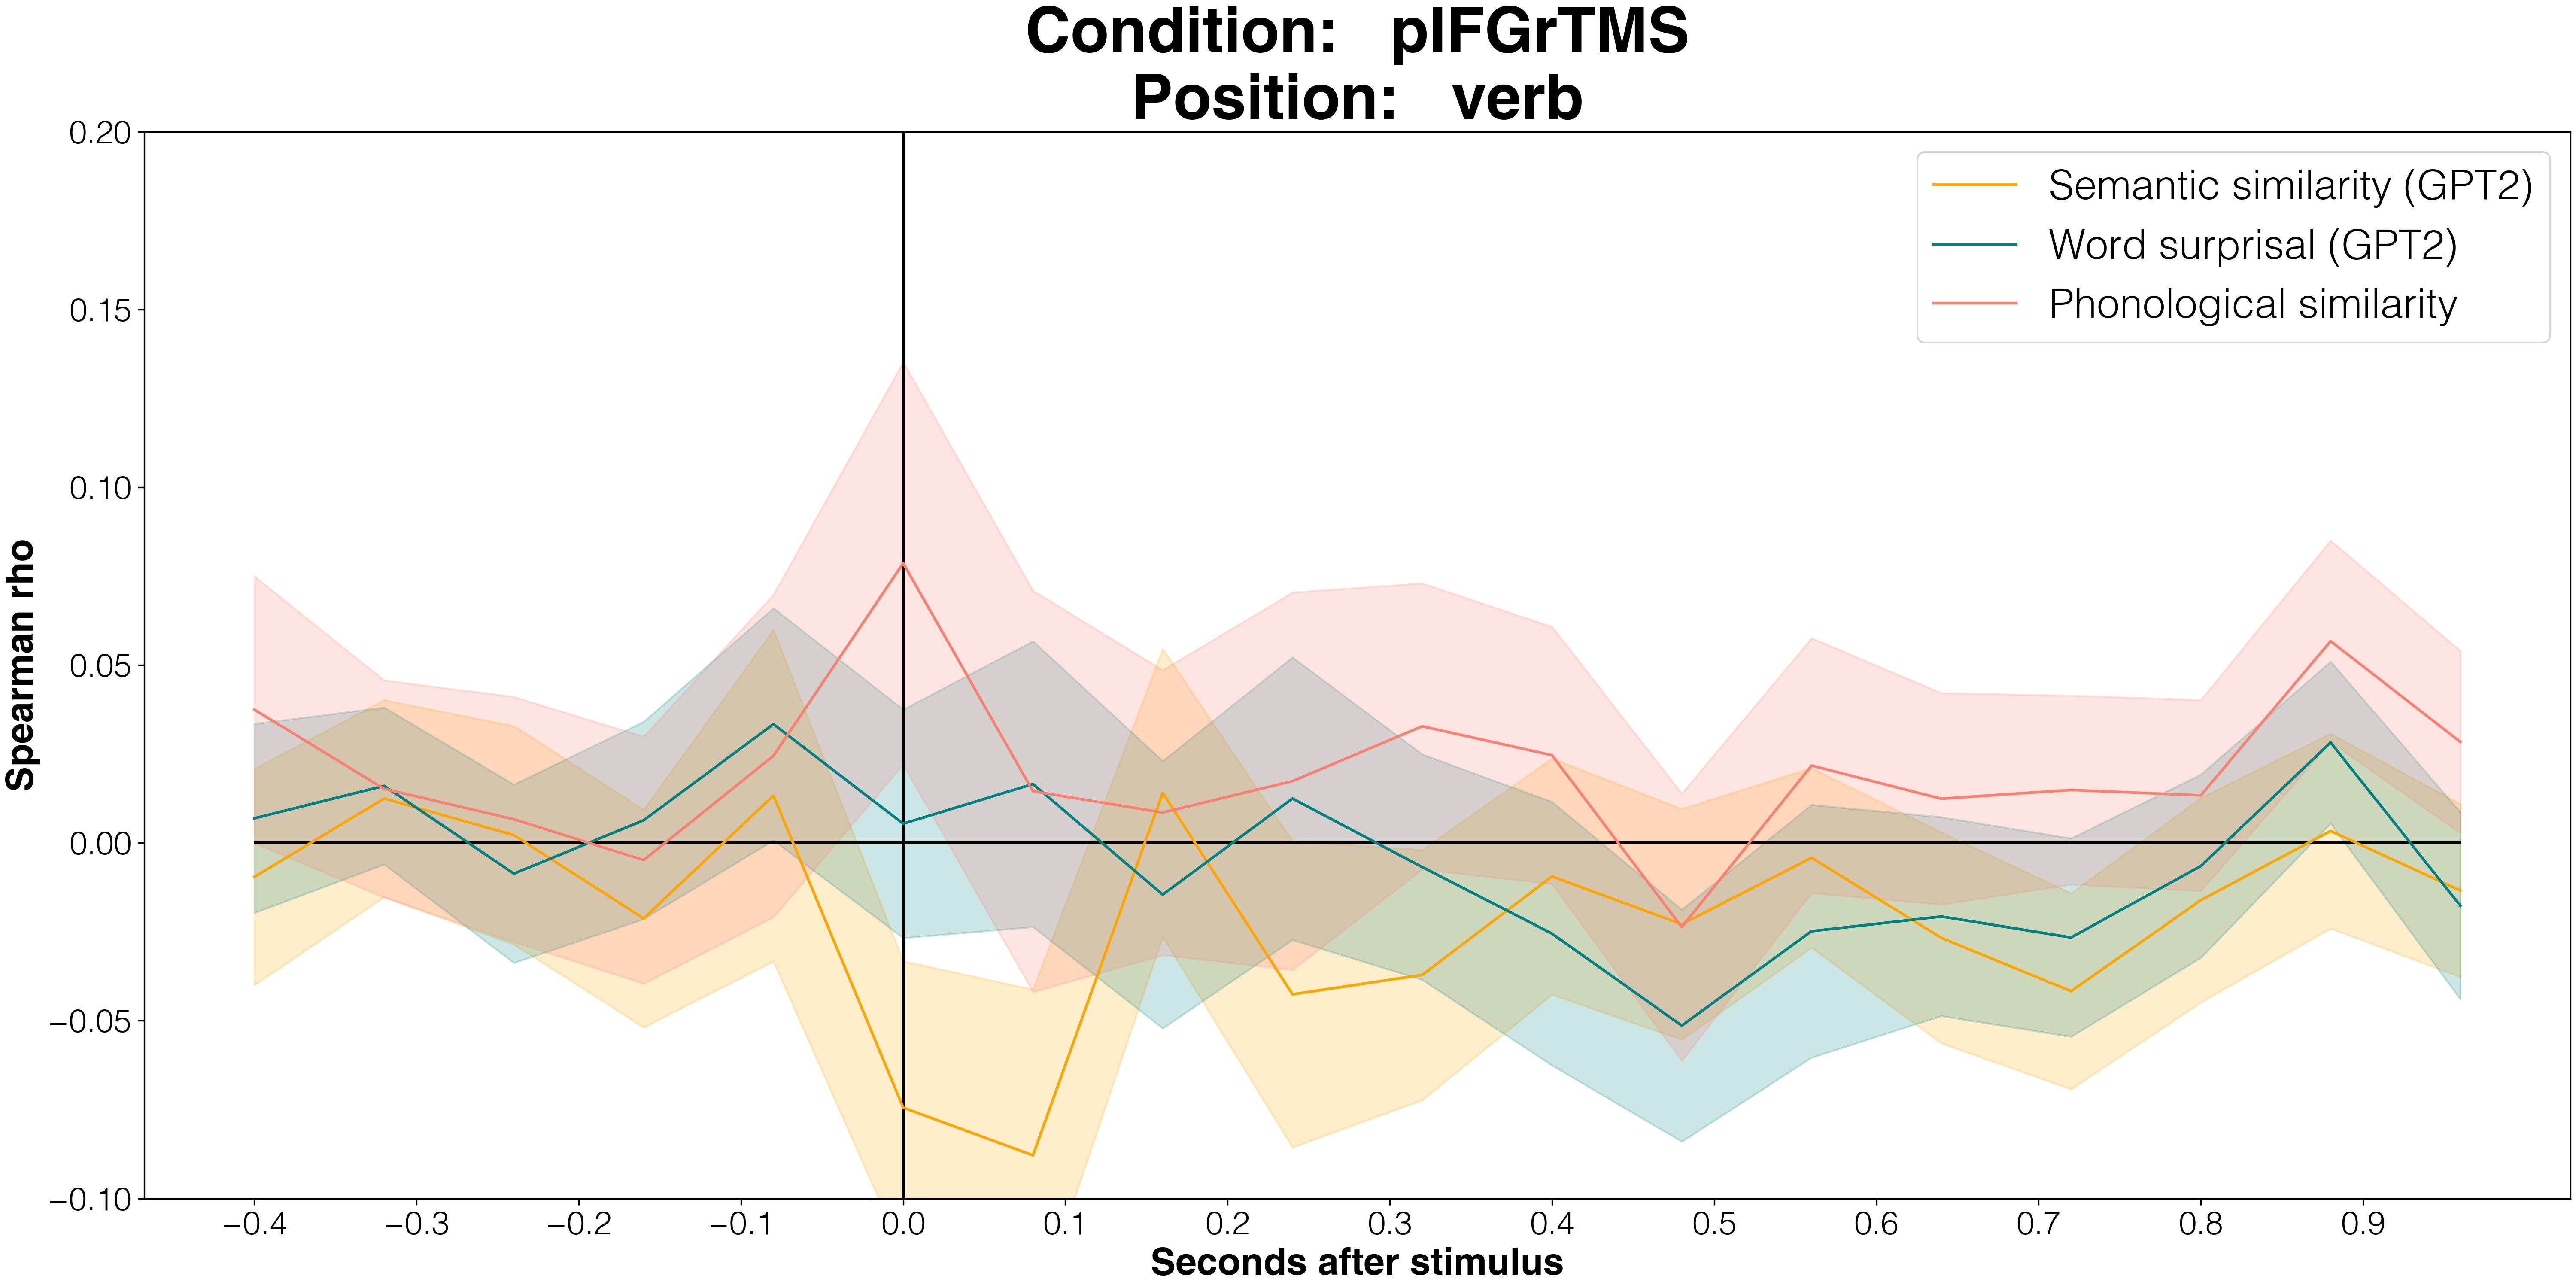 Condition: pIFGrTMS
Position: verb
0.20
0.15
0.10
0.05
0.00
−0.05
−0.10
Spearman rho
Semantic similarity (GPT2)
Word surprisal (GPT2)
Phonological similarity
−0.4 −0.3 −0.2 −0.1 0.0 0.1 0.2 0.3 0.4 0.5 0.6 0.7 0.8 0.9
Seconds after stimulus